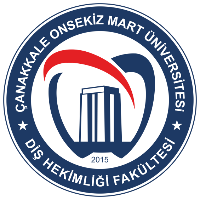 ÇANAKKALE ONSEKİZ MART ÜNİVERSİTESİ
2015
DİŞ HEKİMLİĞİ FAKÜLTESİ